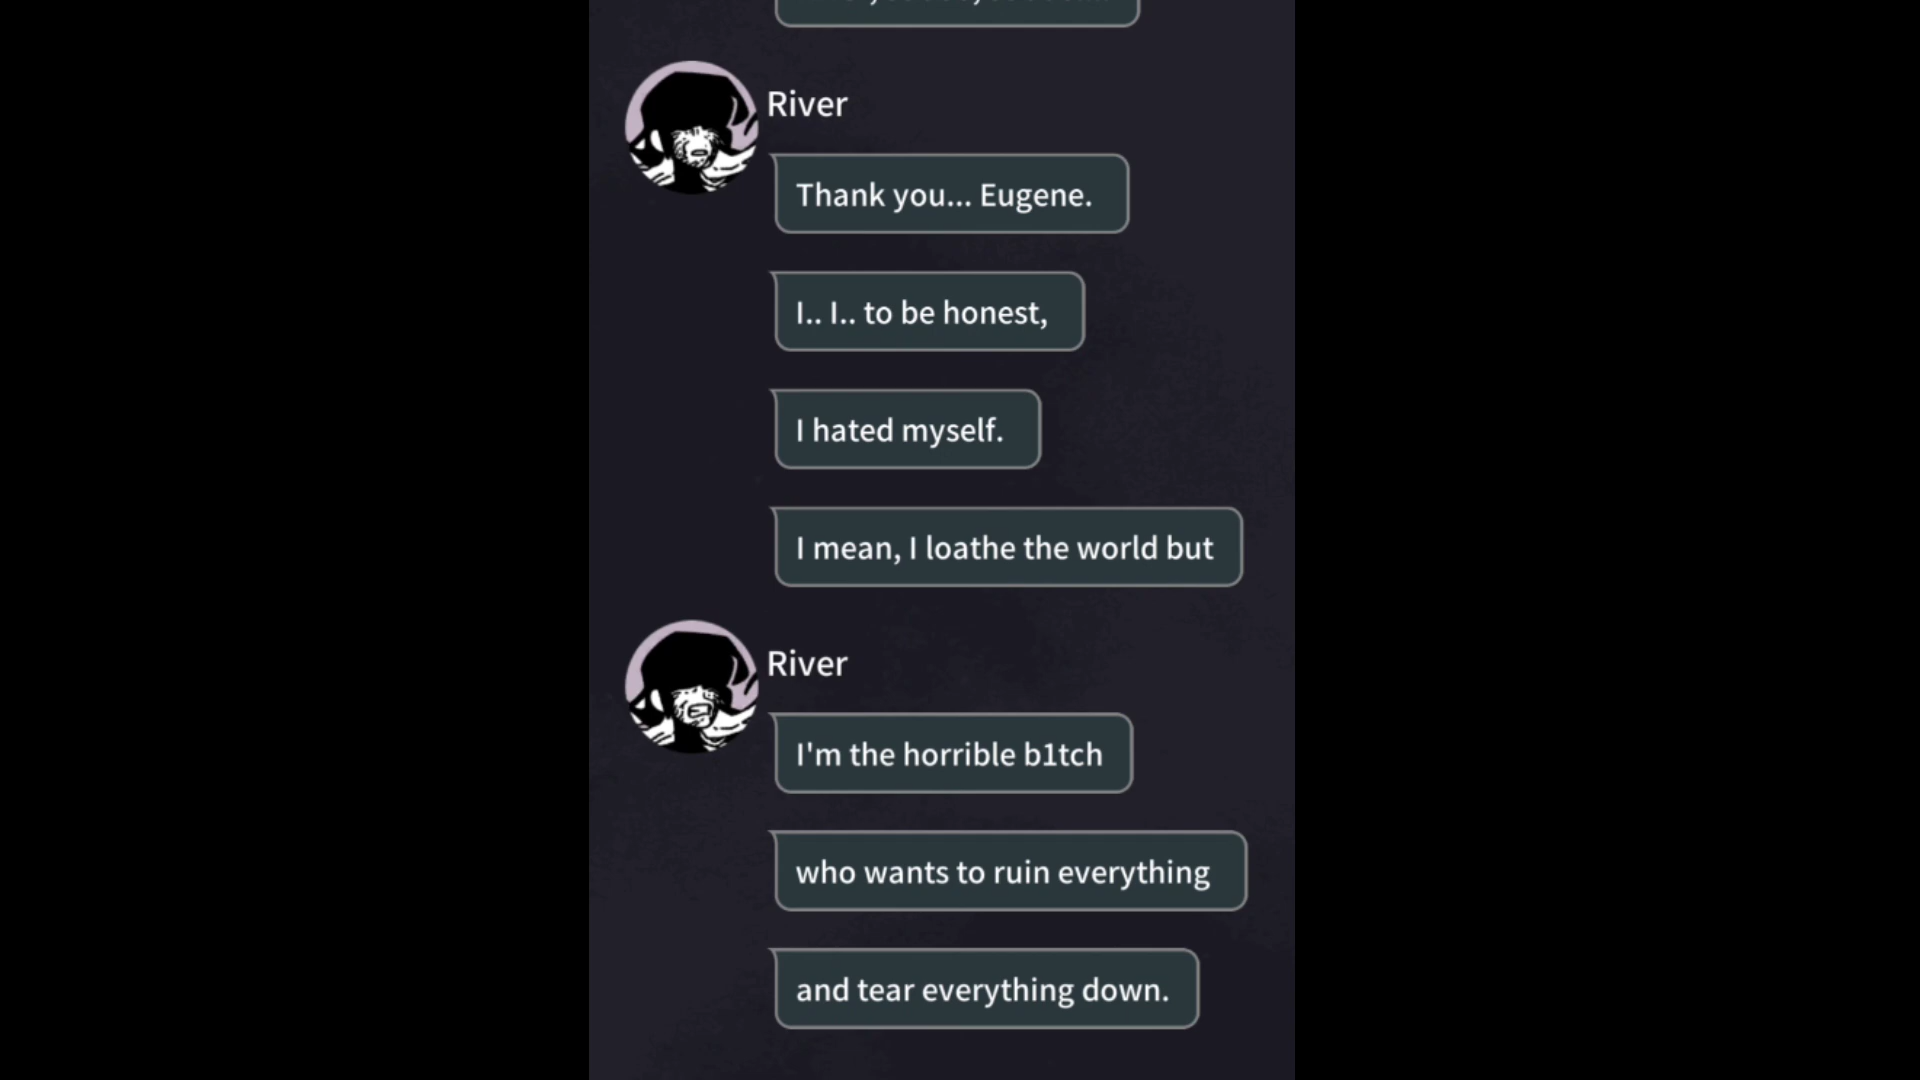 River
Thank you... Eugene.
I.. I.. to be honest,
I hated myself.
I mean, I loathe the world but
River
I'm the horrible b1tch
who wants to ruin everything
and tear everything down.